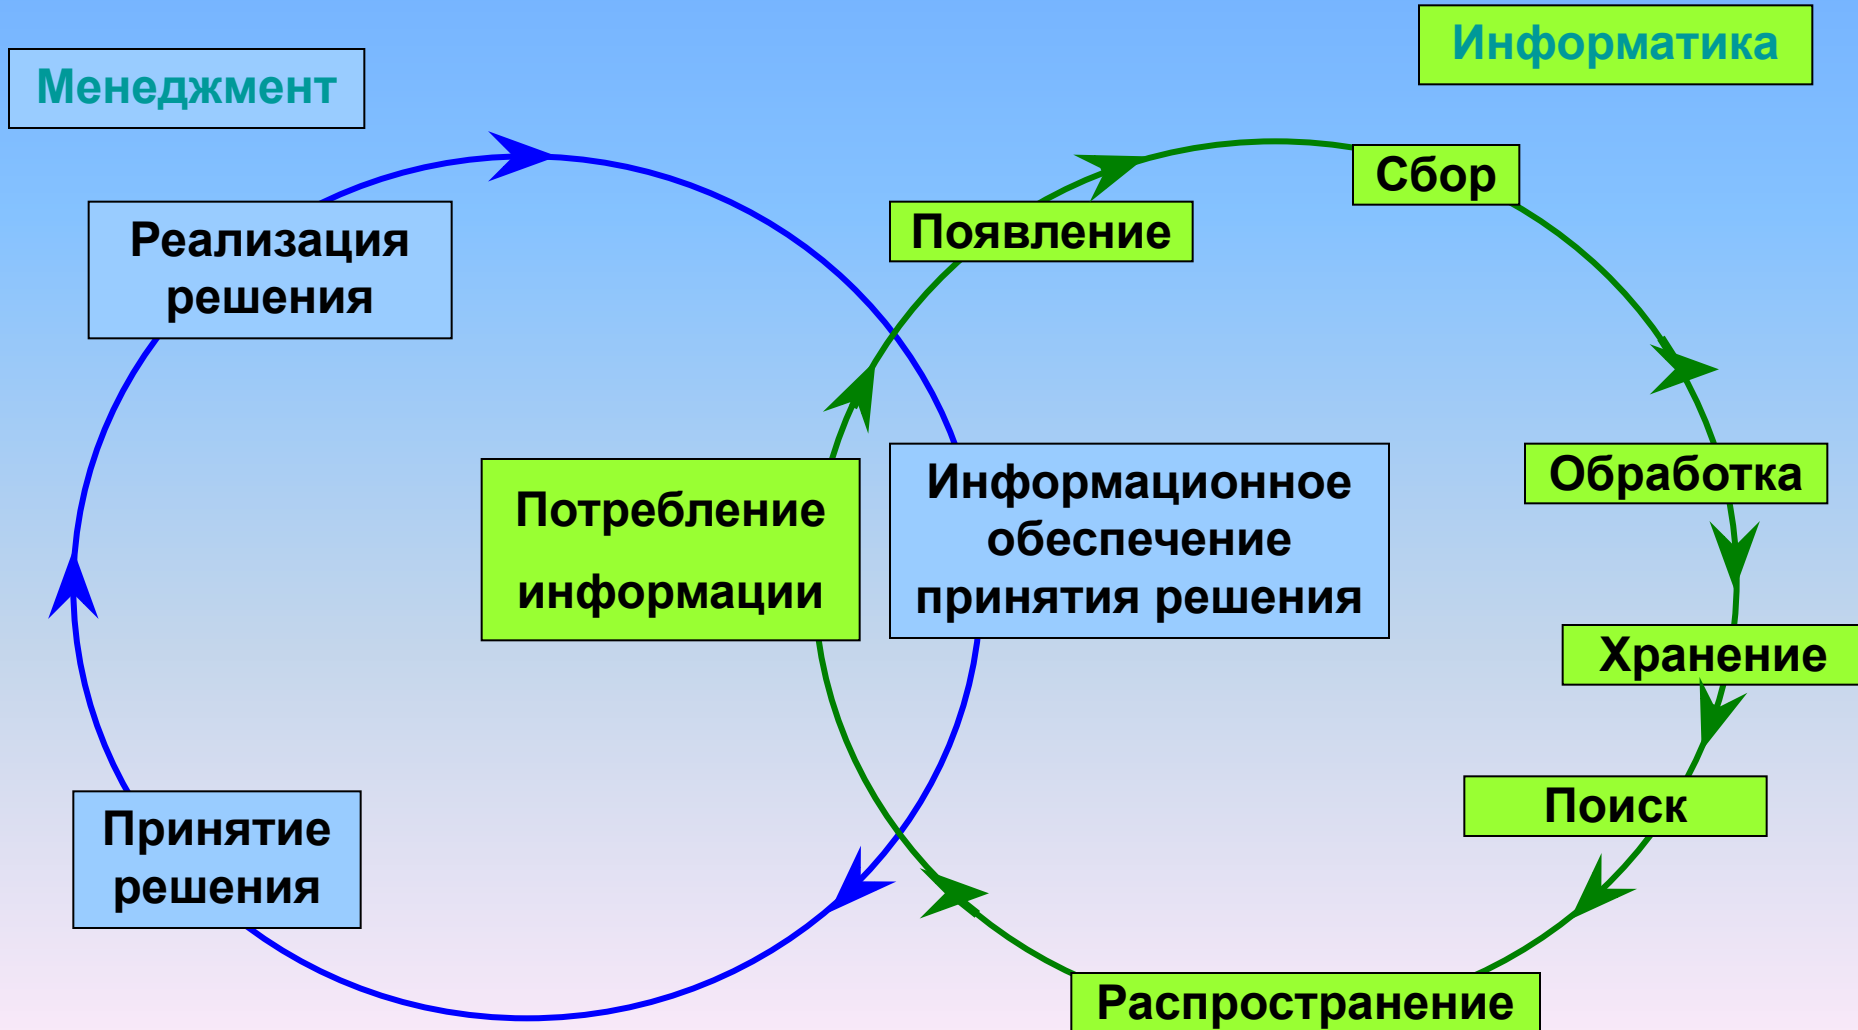 Менеджмент
Информатика
Реализация
решения
Появление
Сбор
Потребление
информации
Информационное
обеспечение
принятия решения
Обработка
Хранение
Поиск
Принятие
решения
Распространение